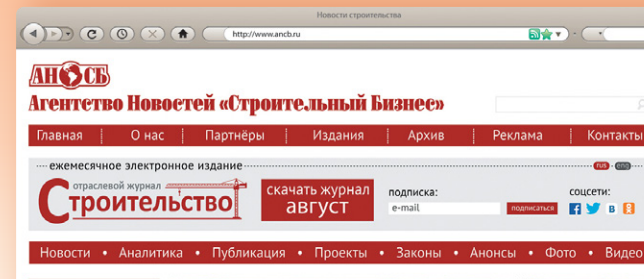 Новости строительства
http://www.ancb.ru
АНСБ
Агентство Новостей «Строительный Бизнес»
Главная О нас Партнёры Издания Архив Реклама Контакты
ежемесячное электронное издание
rus eng
отраслевой журнал
Строительство
скачать журнал
август
подписка:
e-mail
подписаться
соцсети:
Новости • Аналитика • Публикация • Проекты • Законы • Анонсы • Фото • Видео